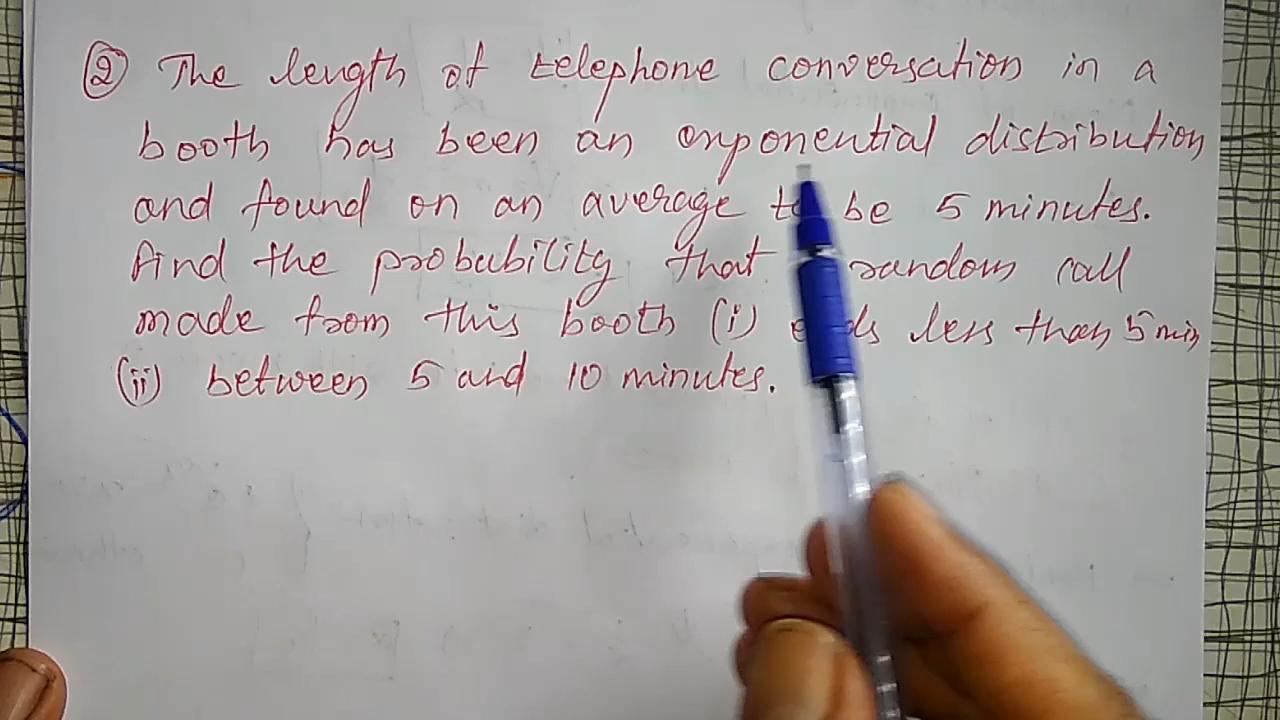 ② The length of telephone conversation in a
booth has been an exponential distribution
and found on an average to be 5 minutes.
Find the probability that random call
made from this booth (i) ends less than 5 min
(ii) between 5 and 10 minutes.